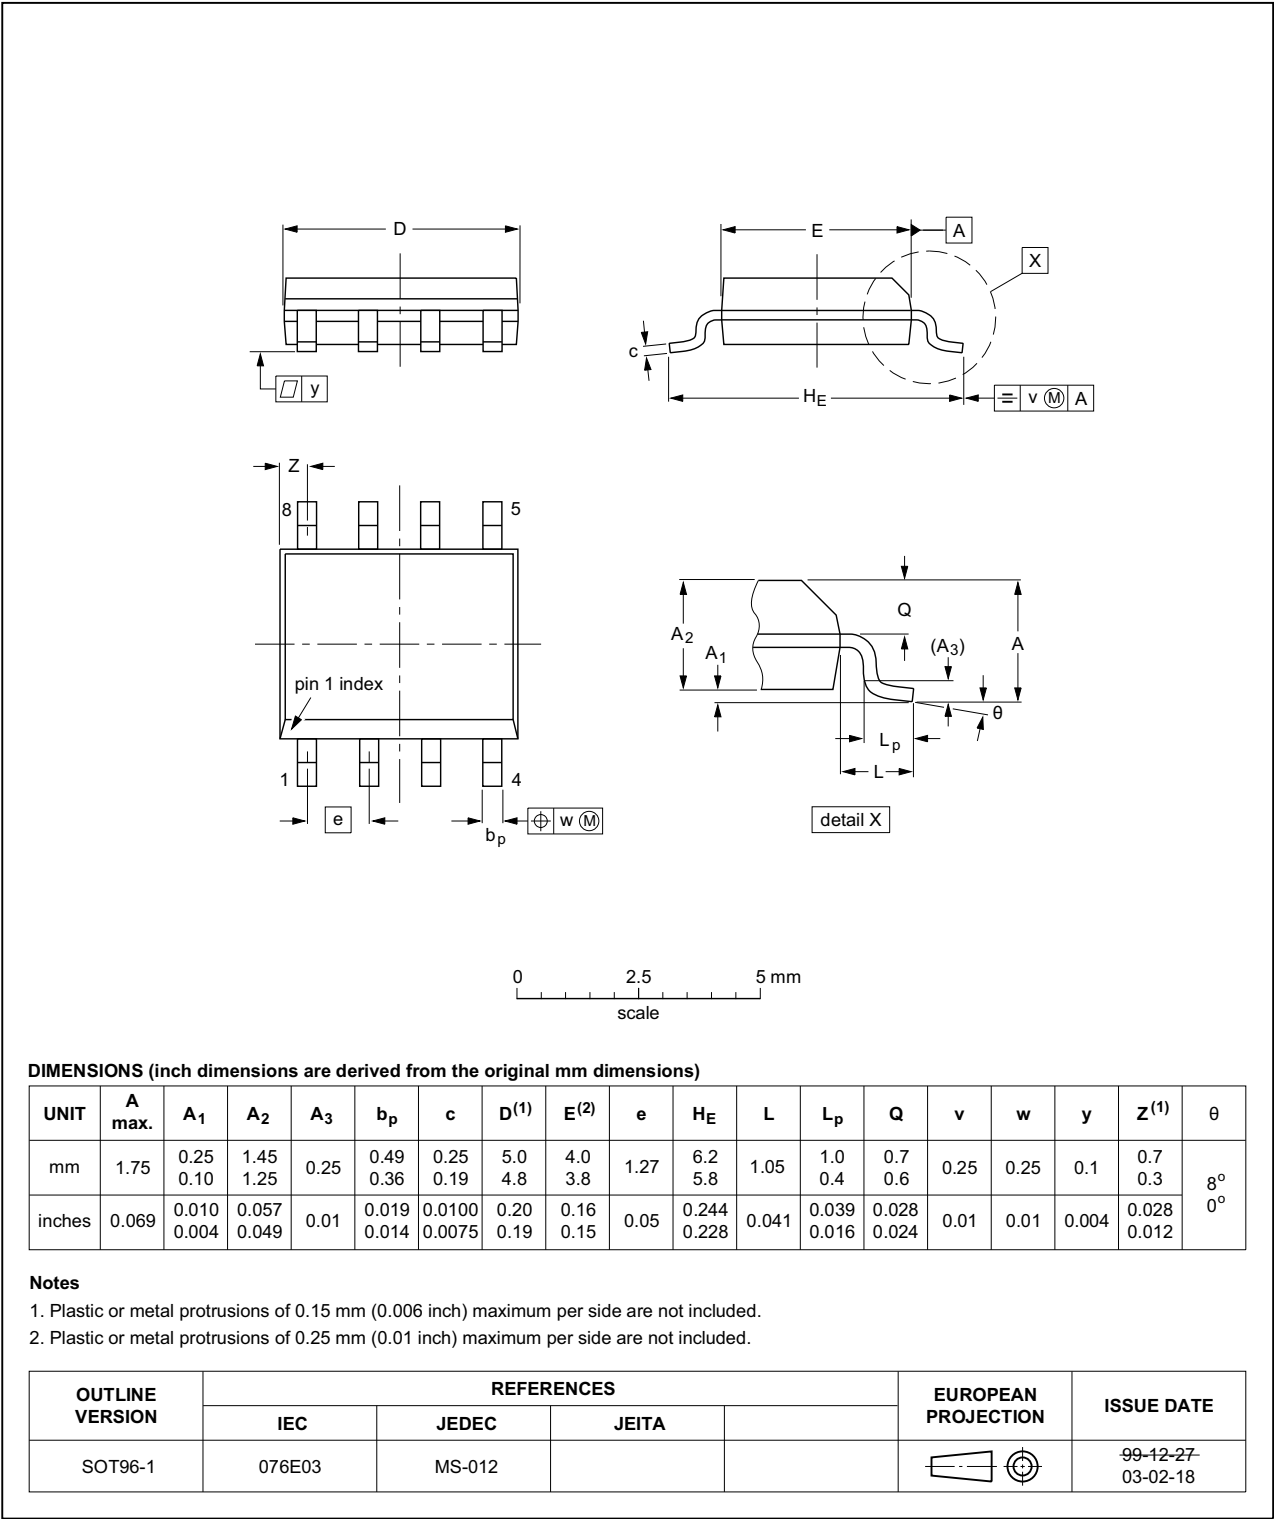 D
E
A
X
c
y
HE
v Ⓜ A
Z
8
5
pin 1 index
1
4
e
bp
w Ⓜ
A2
A1
Q
(A3)
A
θ
Lp
L
detail X
0 2.5 5 mm
scale
DIMENSIONS (inch dimensions are derived from the original mm dimensions)
UNIT A max. A1 A2 A3 bp c D(1) E(2) e HE L Lp Q v w y Z(1) θ
mm 1.75 0.25 0.10 1.45 1.25 0.25 0.49 0.36 0.25 0.19 5.0 4.8 4.0 3.8 1.27 6.2 5.8 1.05 1.0 0.4 0.7 0.6 0.25 0.25 0.1 0.7 0.3 8o 0o
inches 0.069 0.010 0.004 0.057 0.049 0.01 0.019 0.014 0.0100 0.0075 0.20 0.19 0.16 0.15 0.05 0.244 0.228 0.041 0.039 0.016 0.028 0.024 0.01 0.01 0.004 0.028 0.012
Notes
1. Plastic or metal protrusions of 0.15 mm (0.006 inch) maximum per side are not included.
2. Plastic or metal protrusions of 0.25 mm (0.01 inch) maximum per side are not included.
OUTLINE VERSION
REFERENCES
EUROPEAN PROJECTION
ISSUE DATE
IEC JEDEC JEITA
SOT96-1 076E03 MS-012
99-12-27
03-02-18